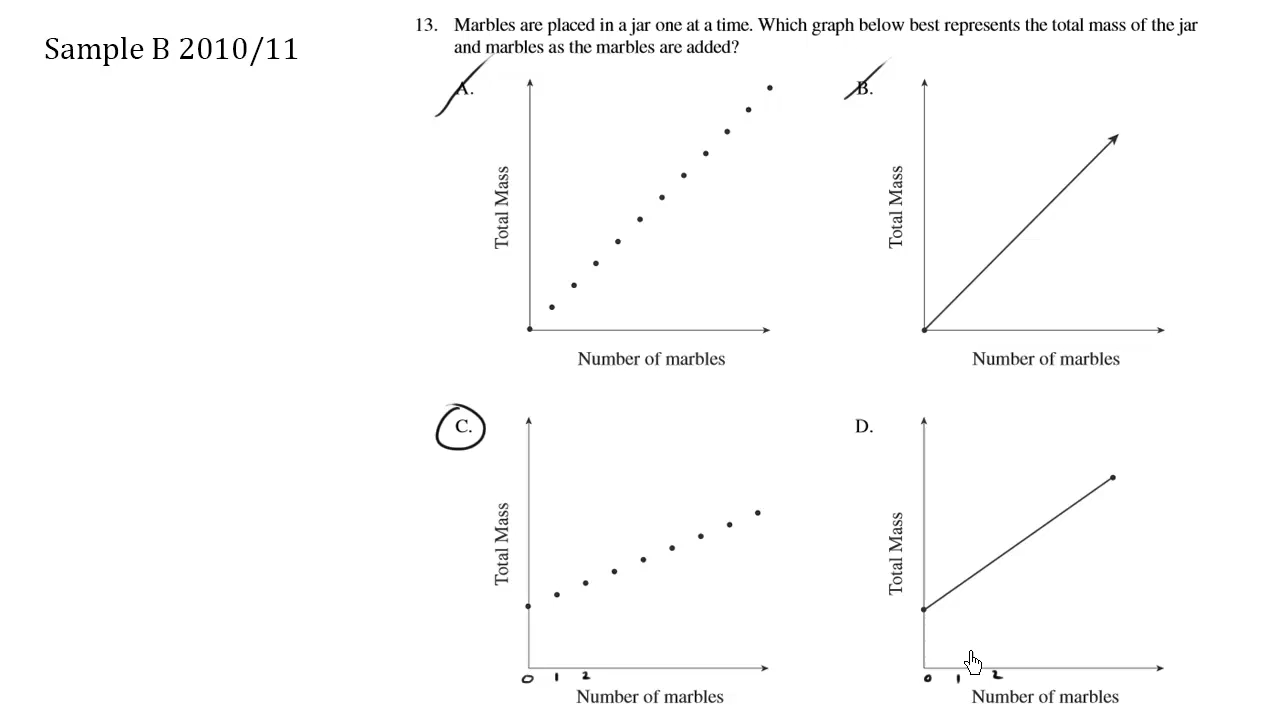 Sample B 2010/11
13. Marbles are placed in a jar one at a time. Which graph below best represents the total mass of the jar
and marbles as the marbles are added?
A.
Total Mass
Number of marbles
B.
Total Mass
Number of marbles
C.
Total Mass
0 1 2
Number of marbles
D.
Total Mass
0 1 2
Number of marbles